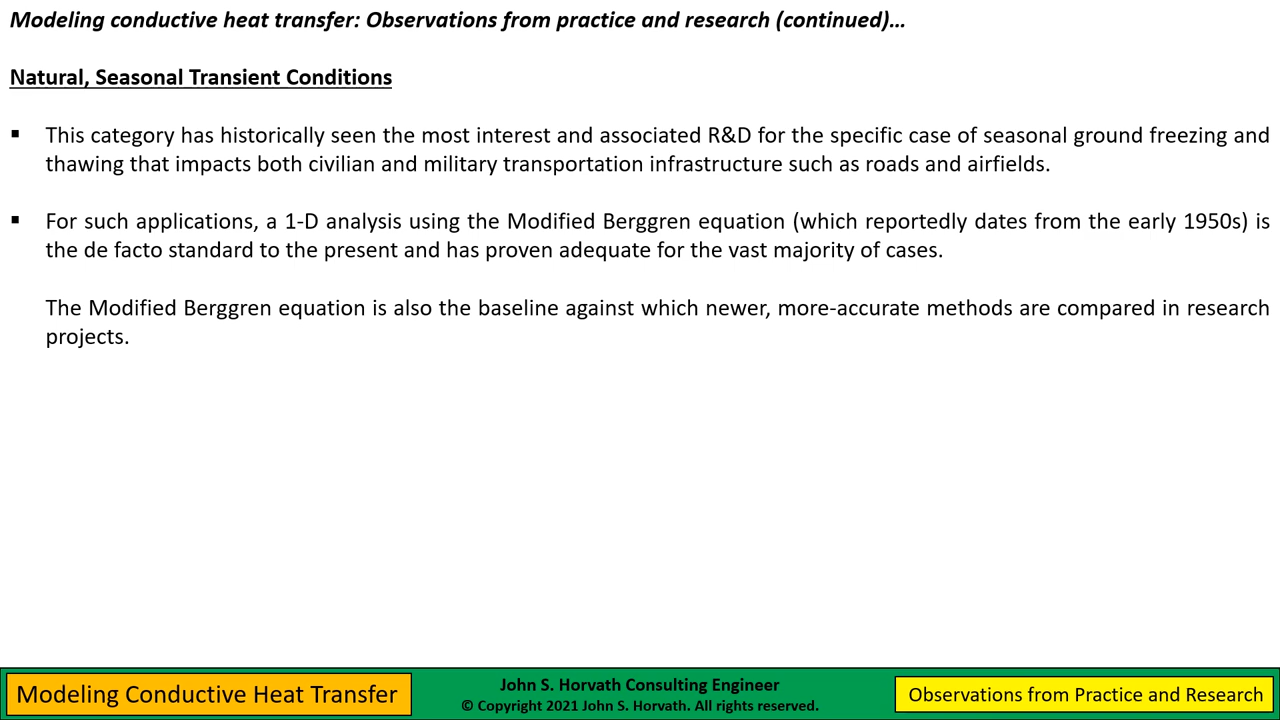 Modeling conductive heat transfer: Observations from practice and research (continued)…
Natural, Seasonal Transient Conditions
▪ This category has historically seen the most interest and associated R&D for the specific case of seasonal ground freezing and
thawing that impacts both civilian and military transportation infrastructure such as roads and airfields.
▪ For such applications, a 1-D analysis using the Modified Berggren equation (which reportedly dates from the early 1950s) is
the de facto standard to the present and has proven adequate for the vast majority of cases.
The Modified Berggren equation is also the baseline against which newer, more-accurate methods are compared in research
projects.
Modeling Conductive Heat Transfer
John S. Horvath Consulting Engineer
© Copyright 2021 John S. Horvath. All rights reserved.
Observations from Practice and Research